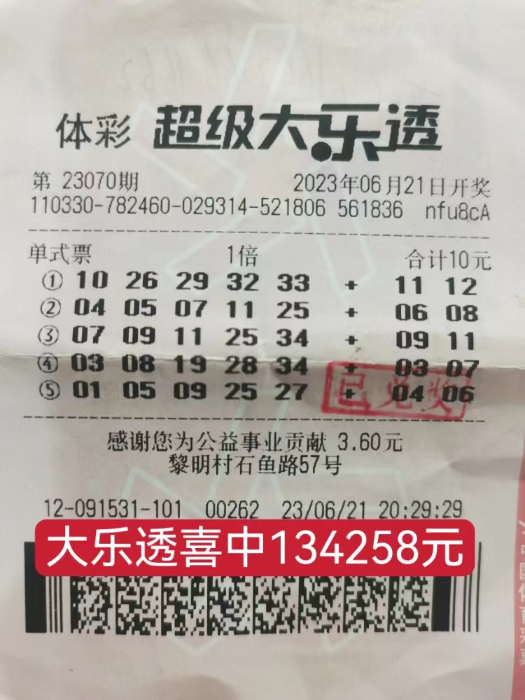 体彩 超级大乐透
第 23070期 2023年06月21日开奖
110330-782460-029314-521806 561836 nfu8cA
单式票 1倍 合计10元
① 10 26 29 32 33 + 11 12
② 04 05 07 11 25 + 06 08
③ 07 09 11 25 34 + 09 11
④ 03 08 19 28 34 + 03 07
⑤ 01 05 09 25 27 + 04 06
已兑奖
感谢您为公益事业贡献 3.60元
黎明村石鱼路57号
12-091531-101 00262 23/06/21 20:29:29
大乐透喜中134258元